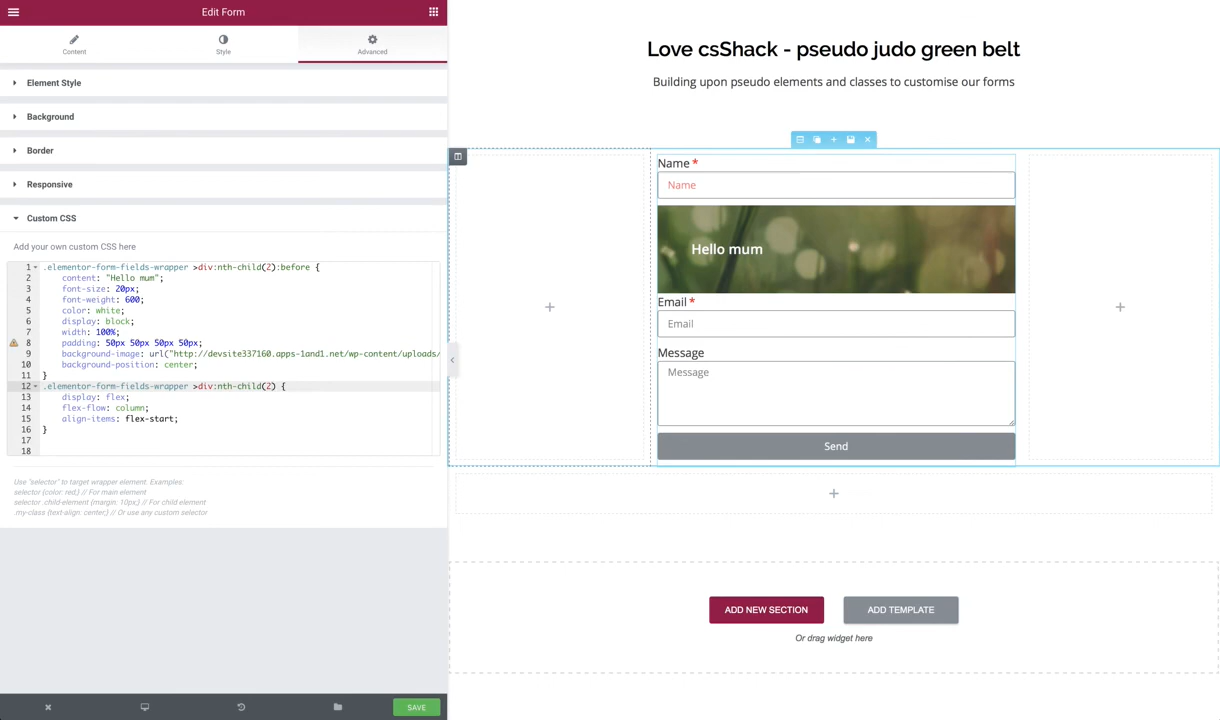 Edit Form
Content
Style
Advanced
Element Style
Background
Border
Responsive
Custom CSS
Add your own custom CSS here
1 .elementor-form-fields-wrapper >div:nth-child(2):before {
2 content: "Hello mum";
3 font-size: 20px;
4 font-weight: 600;
5 color: white;
6 display: block;
7 width: 100%;
8 padding: 50px 50px 50px 50px;
9 background-image: url("http://devsite337160.apps-1and1.net/wp-content/uploads/
10 background-position: center;
11 }
12 .elementor-form-fields-wrapper >div:nth-child(2) {
13 display: flex;
14 flex-flow: column;
15 align-items: flex-start;
16 }
17
18
Use "selector" to target wrapper element. Examples:
selector {color: red;} // For main element
selector .child-element {margin: 10px;} // For child element
.my-class {text-align: center;} // Or use any custom selector
SAVE
Love csShack - pseudo judo green belt
Building upon pseudo elements and classes to customise our forms
Name *
Name
Hello mum
Email *
Email
Message
Message
Send
ADD NEW SECTION
ADD TEMPLATE
Or drag widget here